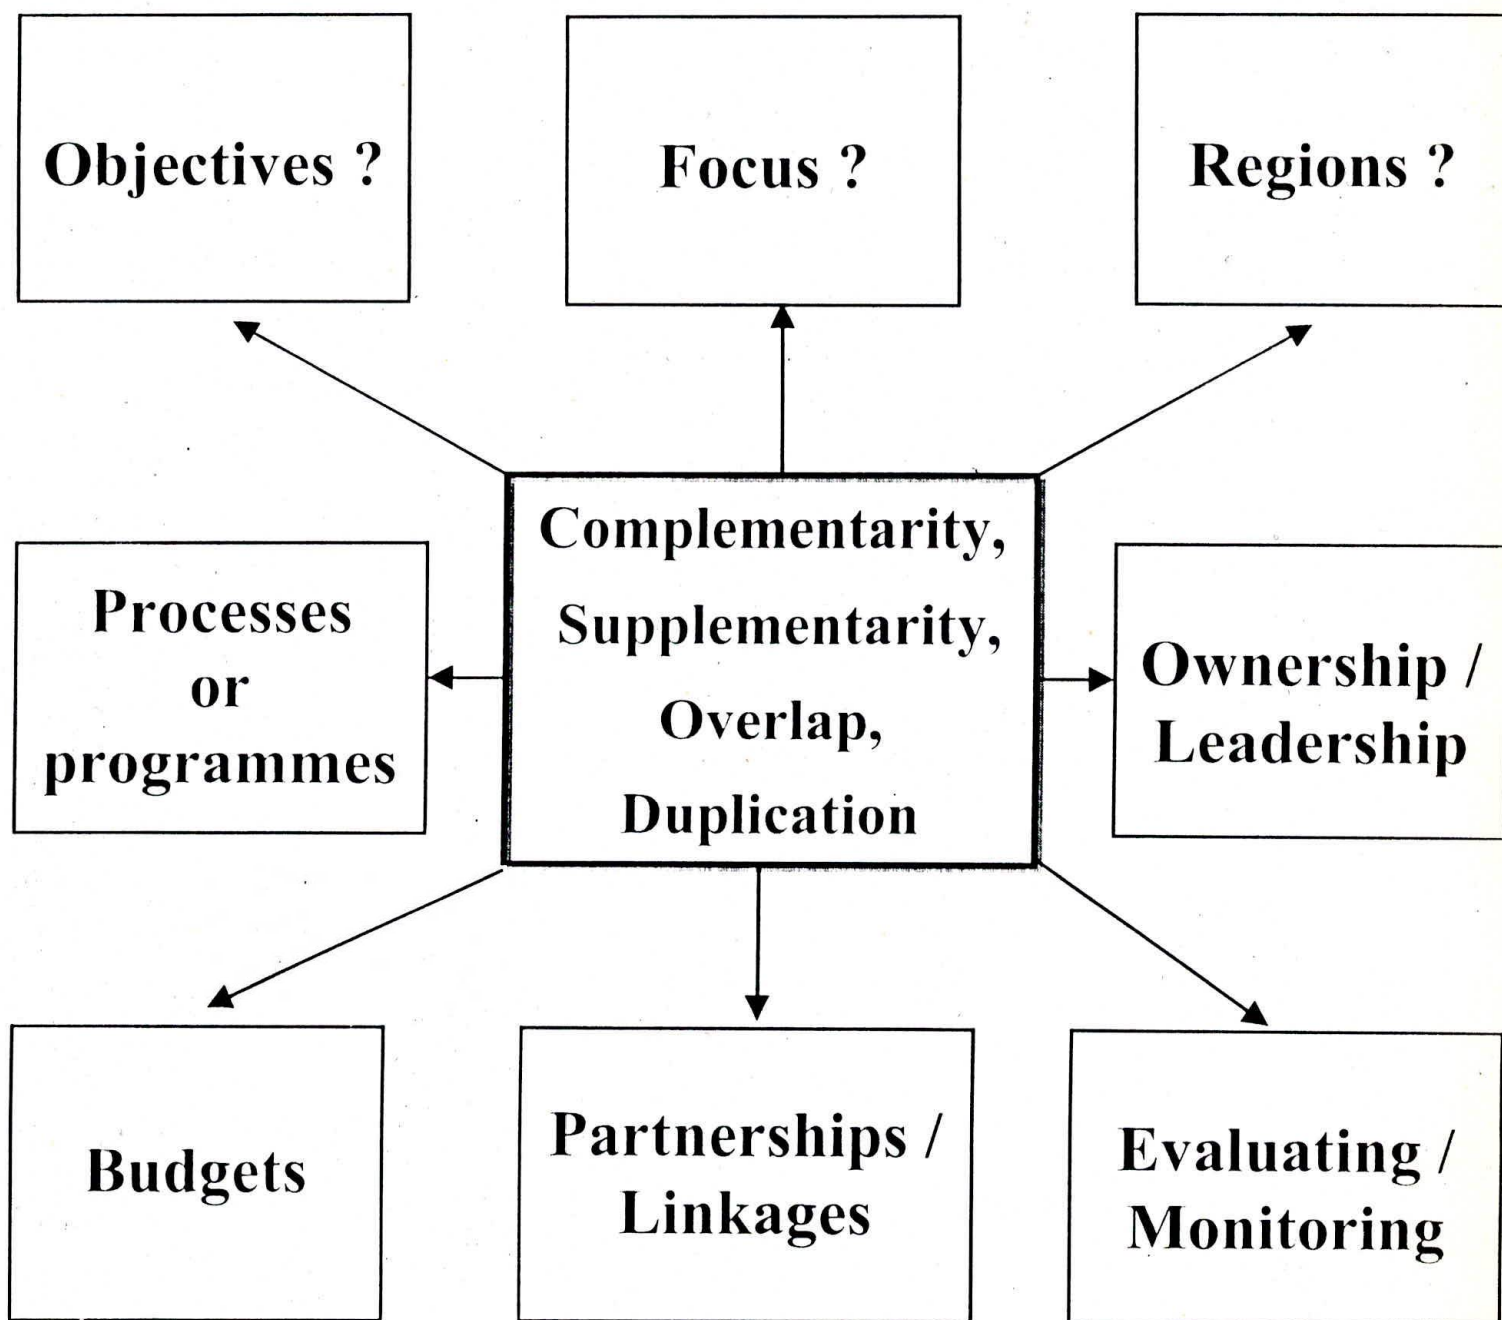 Objectives ?
Focus ?
Regions ?
Complementarity,
Supplementarity,
Overlap,
Duplication
Processes
or
programmes
Ownership /
Leadership
Budgets
Partnerships /
Linkages
Evaluating /
Monitoring